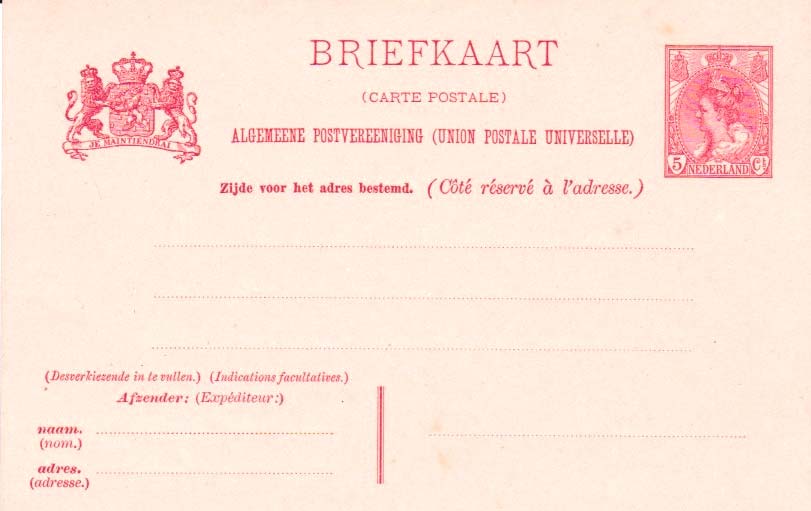 BRIEFKAART
(CARTE POSTALE)
ALGEMEENE POSTVEREENIGING (UNION POSTALE UNIVERSELLE)
Zijde voor het adres bestemd. (Côté réservé à l'adresse.)
JE MAINTIENDRAI
5 NEDERLAND Ct
(Desverkiezende in te vullen.) (Indications facultatives.)
Afzender: (Expéditeur:)
naam.
(nom.)
adres.
(adresse.)